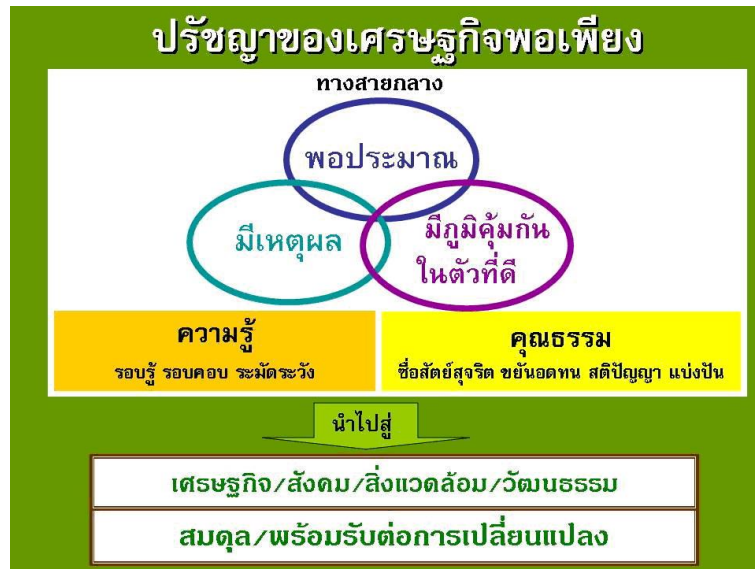 ปรัชญาของเศรษฐกิจพอเพียง
ทางสายกลาง
พอประมาณ
มีเหตุผล
มีภูมิคุ้มกัน
ในตัวที่ดี
ความรู้
รอบรู้ รอบคอบ ระมัดระวัง
คุณธรรม
ซื่อสัตย์สุจริต ขยันอดทน สติปัญญา แบ่งปัน
นำไปสู่
เศรษฐกิจ/สังคม/สิ่งแวดล้อม/วัฒนธรรม
สมดุล/พร้อมรับต่อการเปลี่ยนแปลง